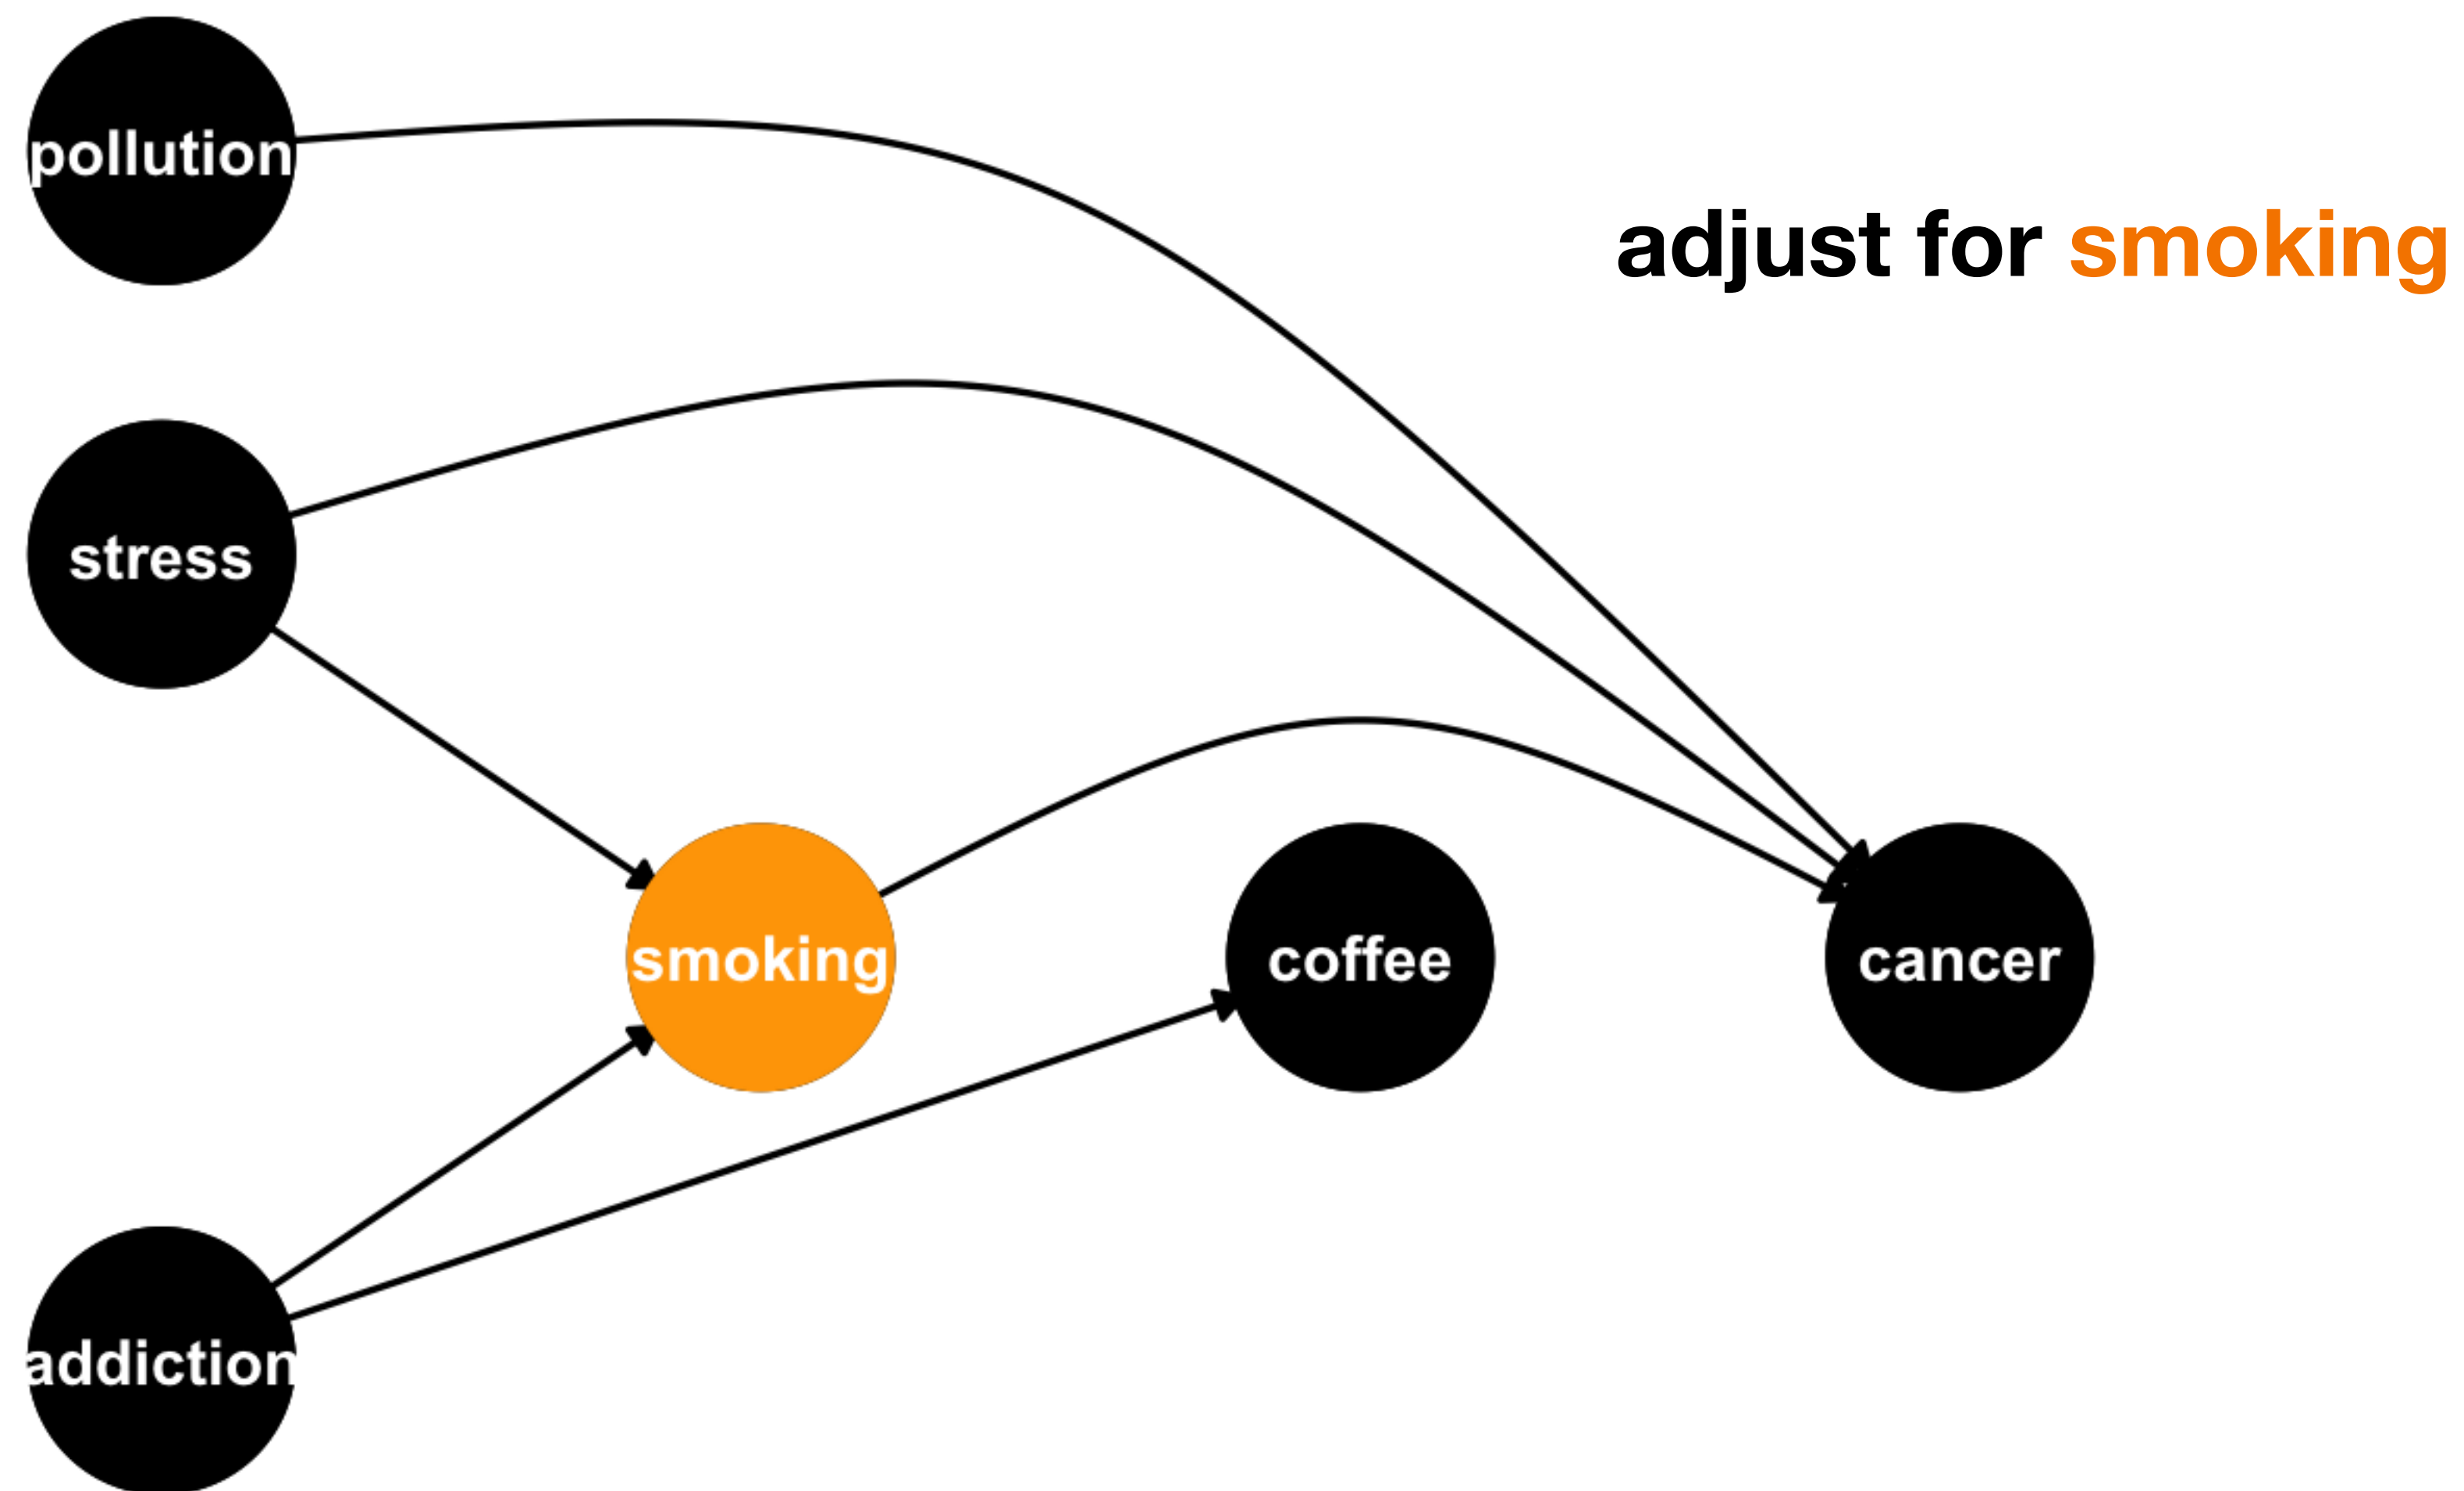 pollution
adjust for smoking
stress
smoking
coffee
cancer
addiction